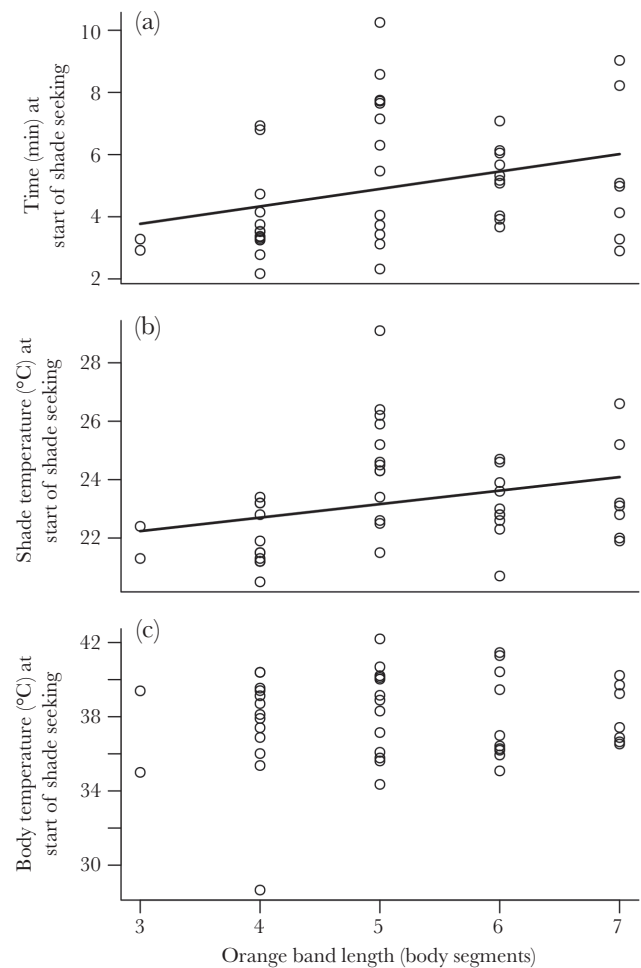 (a)
10
8
6
4
2
Time (min) at
start of shade seeking
(b)
28
26
24
22
Shade temperature (°C) at
start of shade seeking
(c)
42
38
34
30
Body temperature (°C) at
start of shade seeking
3 4 5 6 7
Orange band length (body segments)